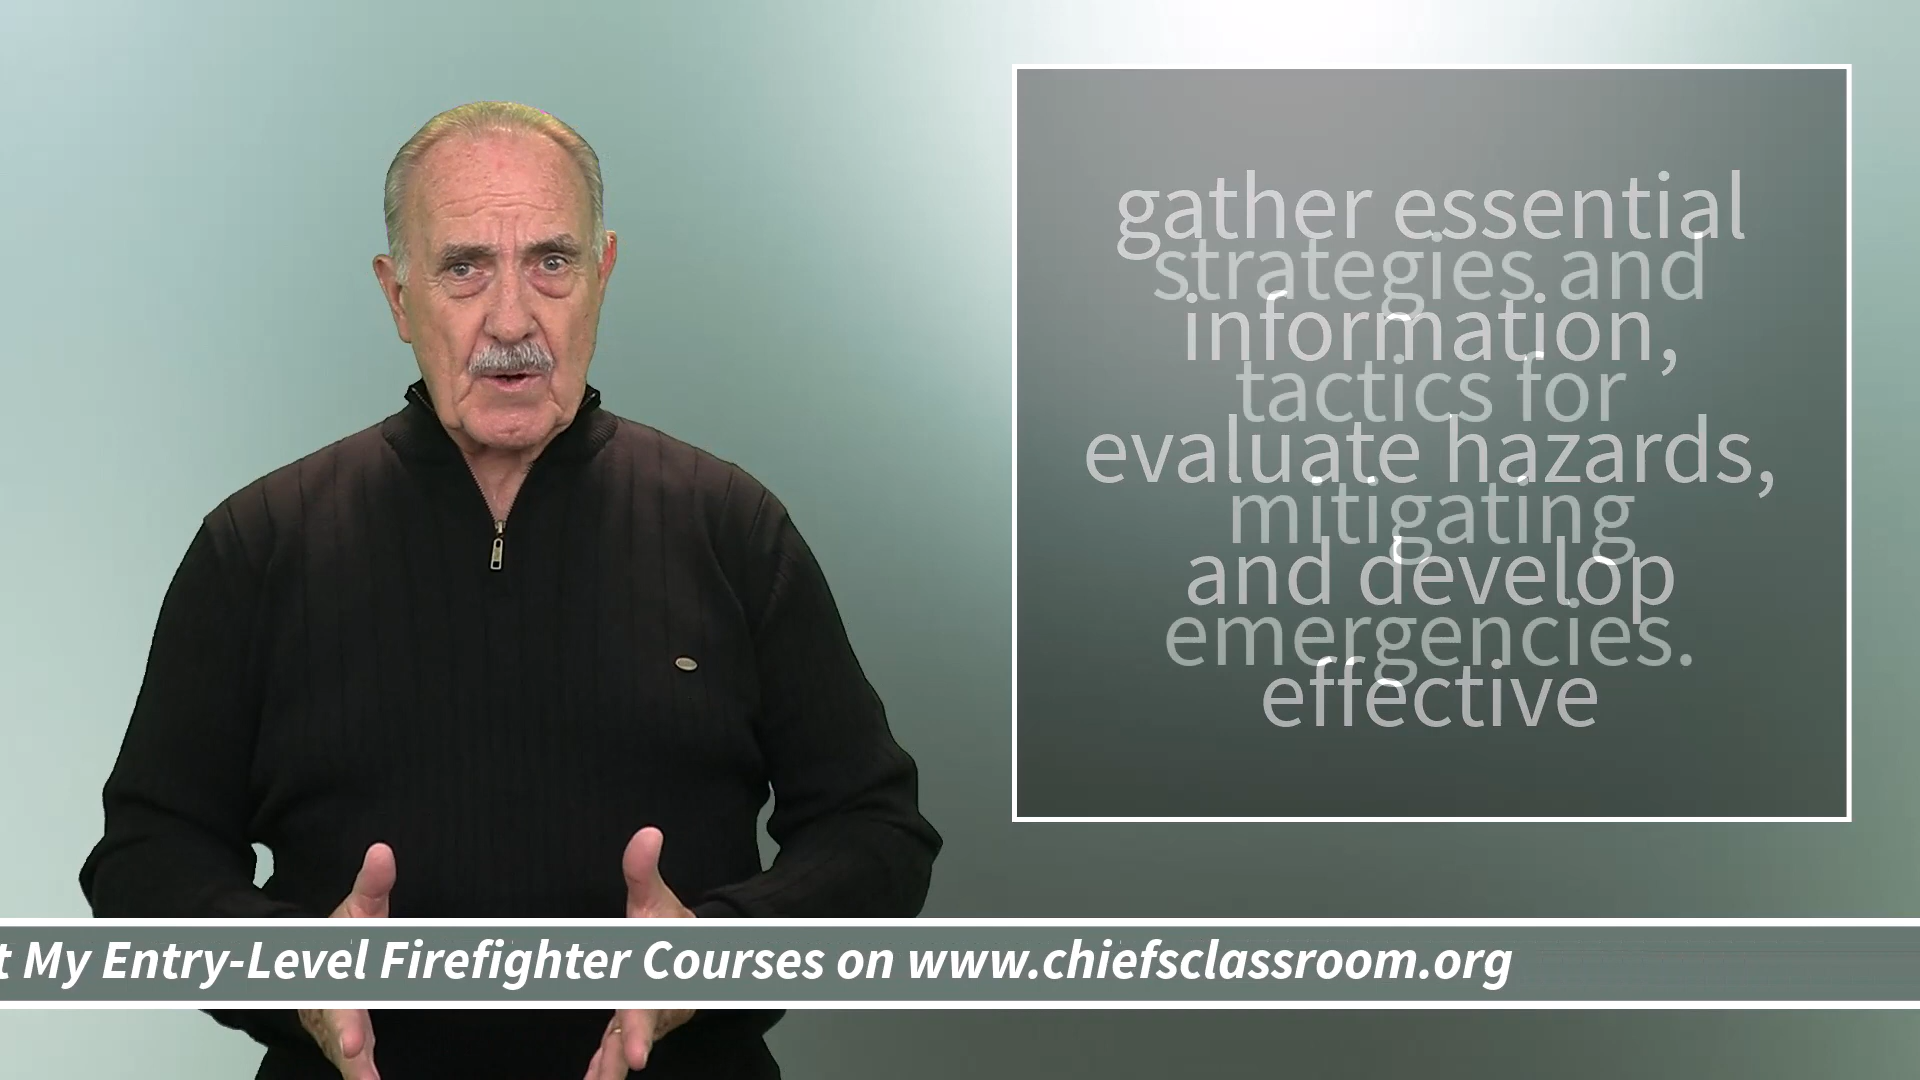 gather essential
information,
evaluate hazards,
and develop
effective
strategies and
tactics for
mitigating
emergencies.
t My Entry-Level Firefighter Courses on www.chiefsclassroom.org